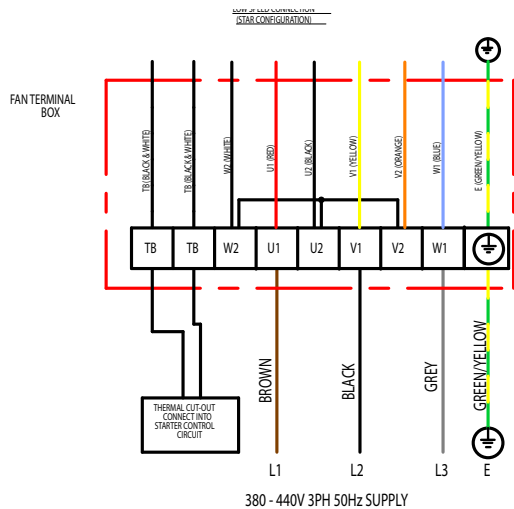 LOW SPEED CONNECTION
(STAR CONFIGURATION)
FAN TERMINAL
BOX
TB (BLACK & WHITE)
TB (BLACK & WHITE)
W2 (WHITE)
U1 (RED)
U2 (BLACK)
V1 (YELLOW)
V2 (ORANGE)
W1 (BLUE)
E (GREEN/YELLOW)
TB
TB
W2
U1
U2
V1
V2
W1
BROWN
BLACK
GREY
GREEN/YELLOW
THERMAL CUT-OUT
CONNECT INTO
STARTER CONTROL
CIRCUIT
L1
L2
L3
E
380 - 440V 3PH 50Hz SUPPLY